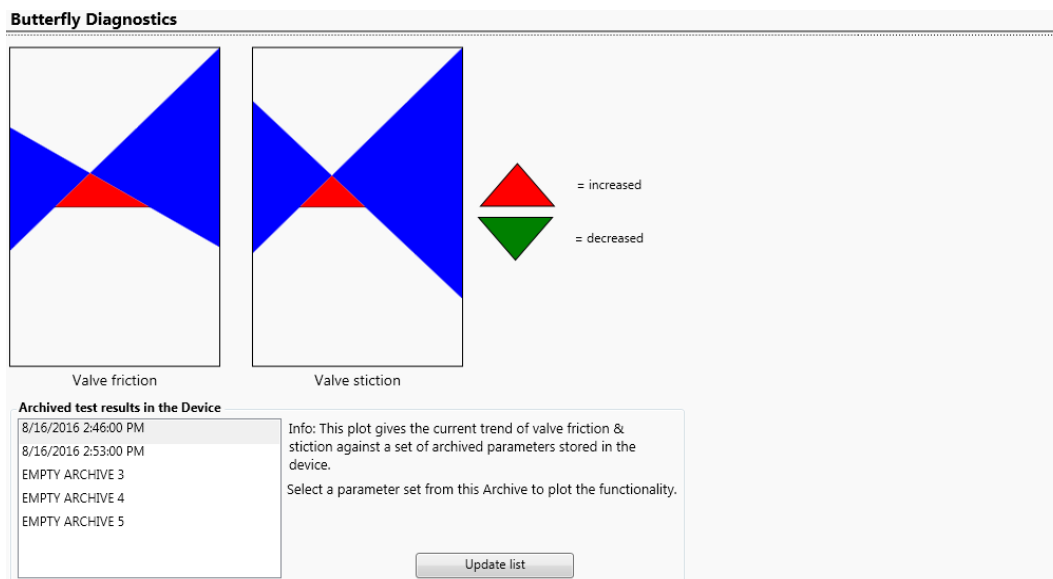 Butterfly Diagnostics
= increased
= decreased
Valve friction
Valve stiction
Archived test results in the Device
8/16/2016 2:46:00 PM
8/16/2016 2:53:00 PM
EMPTY ARCHIVE 3
EMPTY ARCHIVE 4
EMPTY ARCHIVE 5
Info: This plot gives the current trend of valve friction &
stiction against a set of archived parameters stored in the
device.
Select a parameter set from this Archive to plot the functionality.
Update list